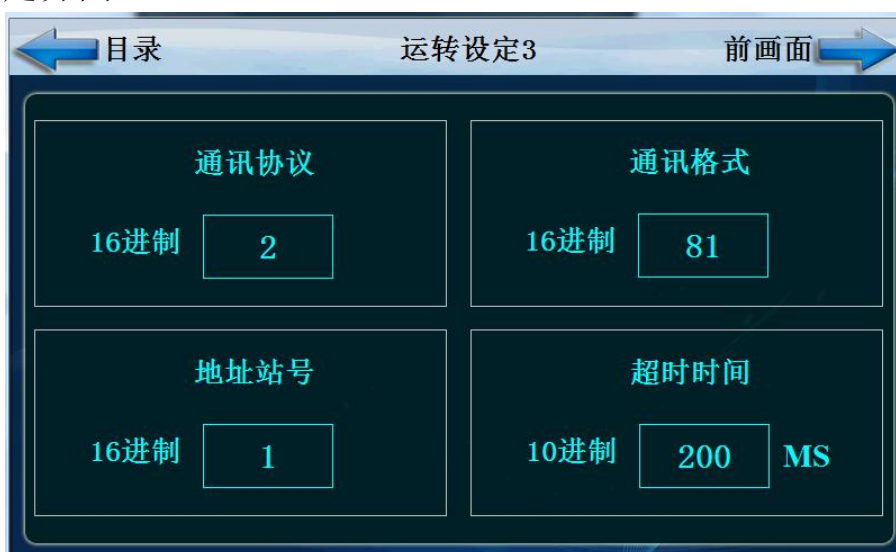 目录 运转设定3 前画面
通讯协议 通讯格式
16进制 2 16进制 81
地址站号 超时时间
16进制 1 10进制 200 MS